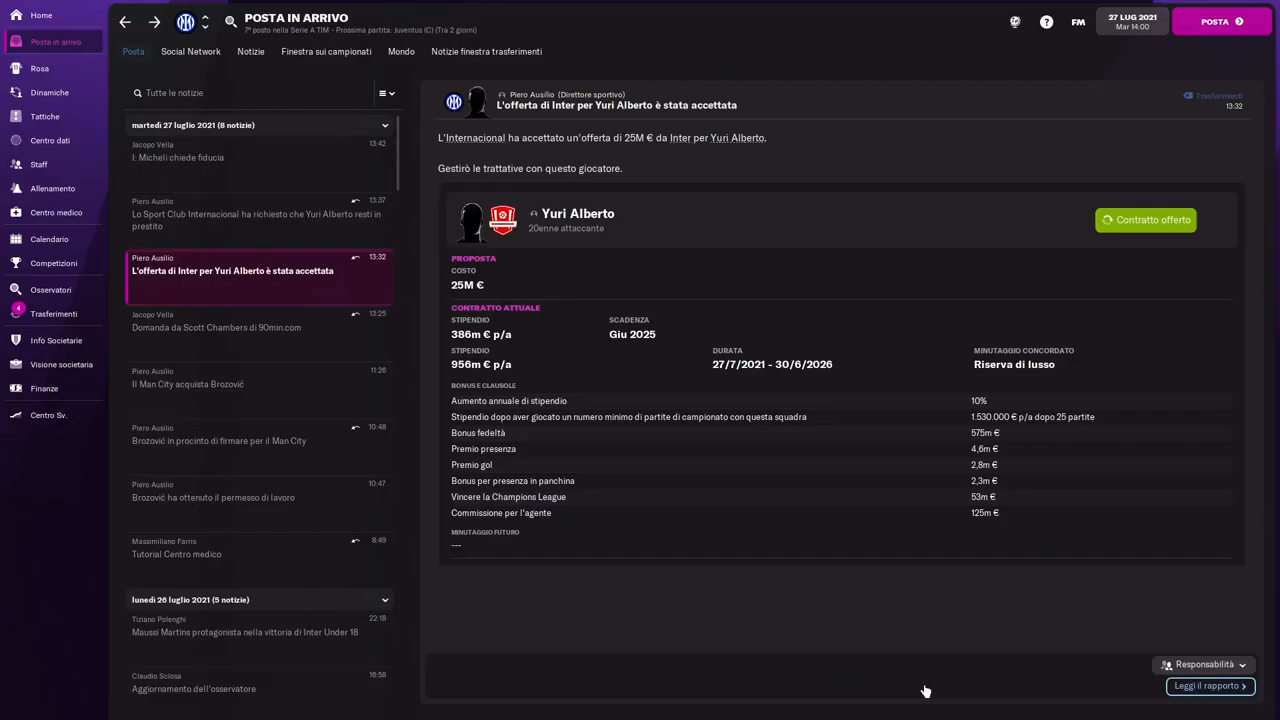 Home
POSTA IN ARRIVO
7° posto nella Serie A TIM - Prossima partita: Juventus (C) (Tra 2 giorni)
FM
27 LUG 2021
Mar 14:00
POSTA
Posta in arrivo
Rosa
Dinamiche
Tattiche
Centro dati
Staff
Allenamento
Centro medico
Calendario
Competizioni
Osservatori
4
Trasferimenti
Info Societarie
Visione societaria
Finanze
Centro Sv.
Posta
Social Network
Notizie
Finestra sui campionati
Mondo
Notizie finestra trasferimenti
Tutte le notizie
martedì 27 luglio 2021 (8 notizie)
Jacopo Vella
13:42
I: Micheli chiede fiducia
Piero Ausilio
13:37
Lo Sport Club Internacional ha richiesto che Yuri Alberto resti in
prestito
Piero Ausilio
13:32
L'offerta di Inter per Yuri Alberto è stata accettata
Jacopo Vella
13:25
Domanda da Scott Chambers di 90min.com
Piero Ausilio
11:26
Il Man City acquista Brozović
Piero Ausilio
10:48
Brozović in procinto di firmare per il Man City
Piero Ausilio
10:47
Brozović ha ottenuto il permesso di lavoro
Massimiliano Farris
8:49
Tutorial Centro medico
lunedì 26 luglio 2021 (5 notizie)
Tiziano Polenghi
22:18
Maussi Martins protagonista nella vittoria di Inter Under 18
Claudio Sclosa
16:58
Aggiornamento dell'osservatore
Piero Ausilio (Direttore sportivo)
L'offerta di Inter per Yuri Alberto è stata accettata
Trasferimenti
13:32
L'Internacional ha accettato un'offerta di 25M € da Inter per Yuri Alberto.
Gestirò le trattative con questo giocatore.
Yuri Alberto
20enne attaccante
Contratto offerto
PROPOSTA
COSTO
25M €
CONTRATTO ATTUALE
STIPENDIO SCADENZA
386m € p/a Giu 2025
STIPENDIO DURATA MINUTAGGIO CONCORDATO
956m € p/a 27/7/2021 - 30/6/2026 Riserva di lusso
BONUS E CLAUSOLE
Aumento annuale di stipendio 10%
Stipendio dopo aver giocato un numero minimo di partite di campionato con questa squadra 1.530.000 € p/a dopo 25 partite
Bonus fedeltà 575m €
Premio presenza 4,6m €
Premio gol 2,8m €
Bonus per presenza in panchina 2,3m €
Vincere la Champions League 53m €
Commissione per l'agente 125m €
MINUTAGGIO FUTURO
---
Responsabilità
Leggi il rapporto